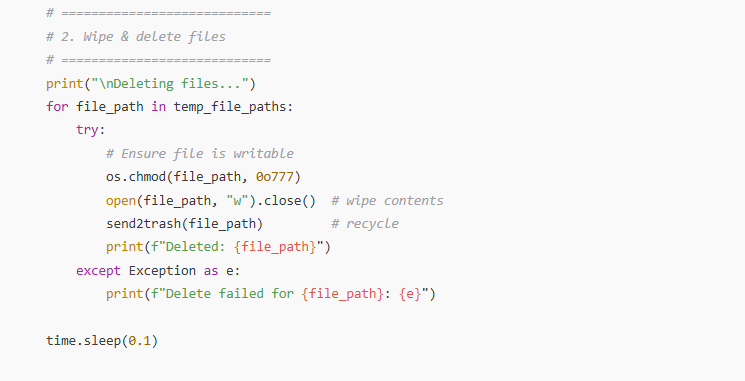 # ============================
# 2. Wipe & delete files
# ============================
print("\nDeleting files...")
for file_path in temp_file_paths:
    try:
        # Ensure file is writable
        os.chmod(file_path, 0o777)
        open(file_path, "w").close()  # wipe contents
        send2trash(file_path)         # recycle
        print(f"Deleted: {file_path}")
    except Exception as e:
        print(f"Delete failed for {file_path}: {e}")
time.sleep(0.1)